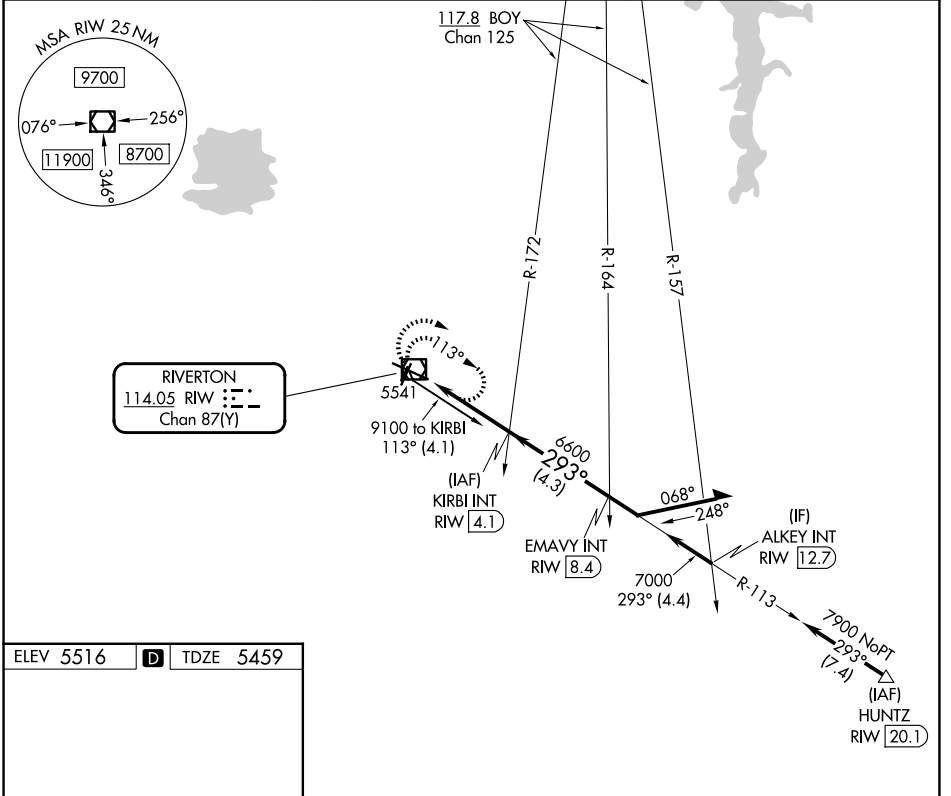 MSA RIW 25 NM
9700
076°
256°
11900
8700
346°
117.8 BOY
Chan 125
R-172
R-164
R-157
RIVERTON
114.05 RIW
Chan 87(Y)
113°
5541
9100 to KIRBI
113° (4.1)
(IAF)
KIRBI INT
RIW 4.1
6600
293°
(4.3)
EMAVY INT
RIW 8.4
068°
248°
(IF)
ALKEY INT
RIW 12.7
7000
293° (4.4)
R-113
7900 NoPT
293°
(7.4)
(IAF)
HUNTZ
RIW 20.1
ELEV 5516 D TDZE 5459